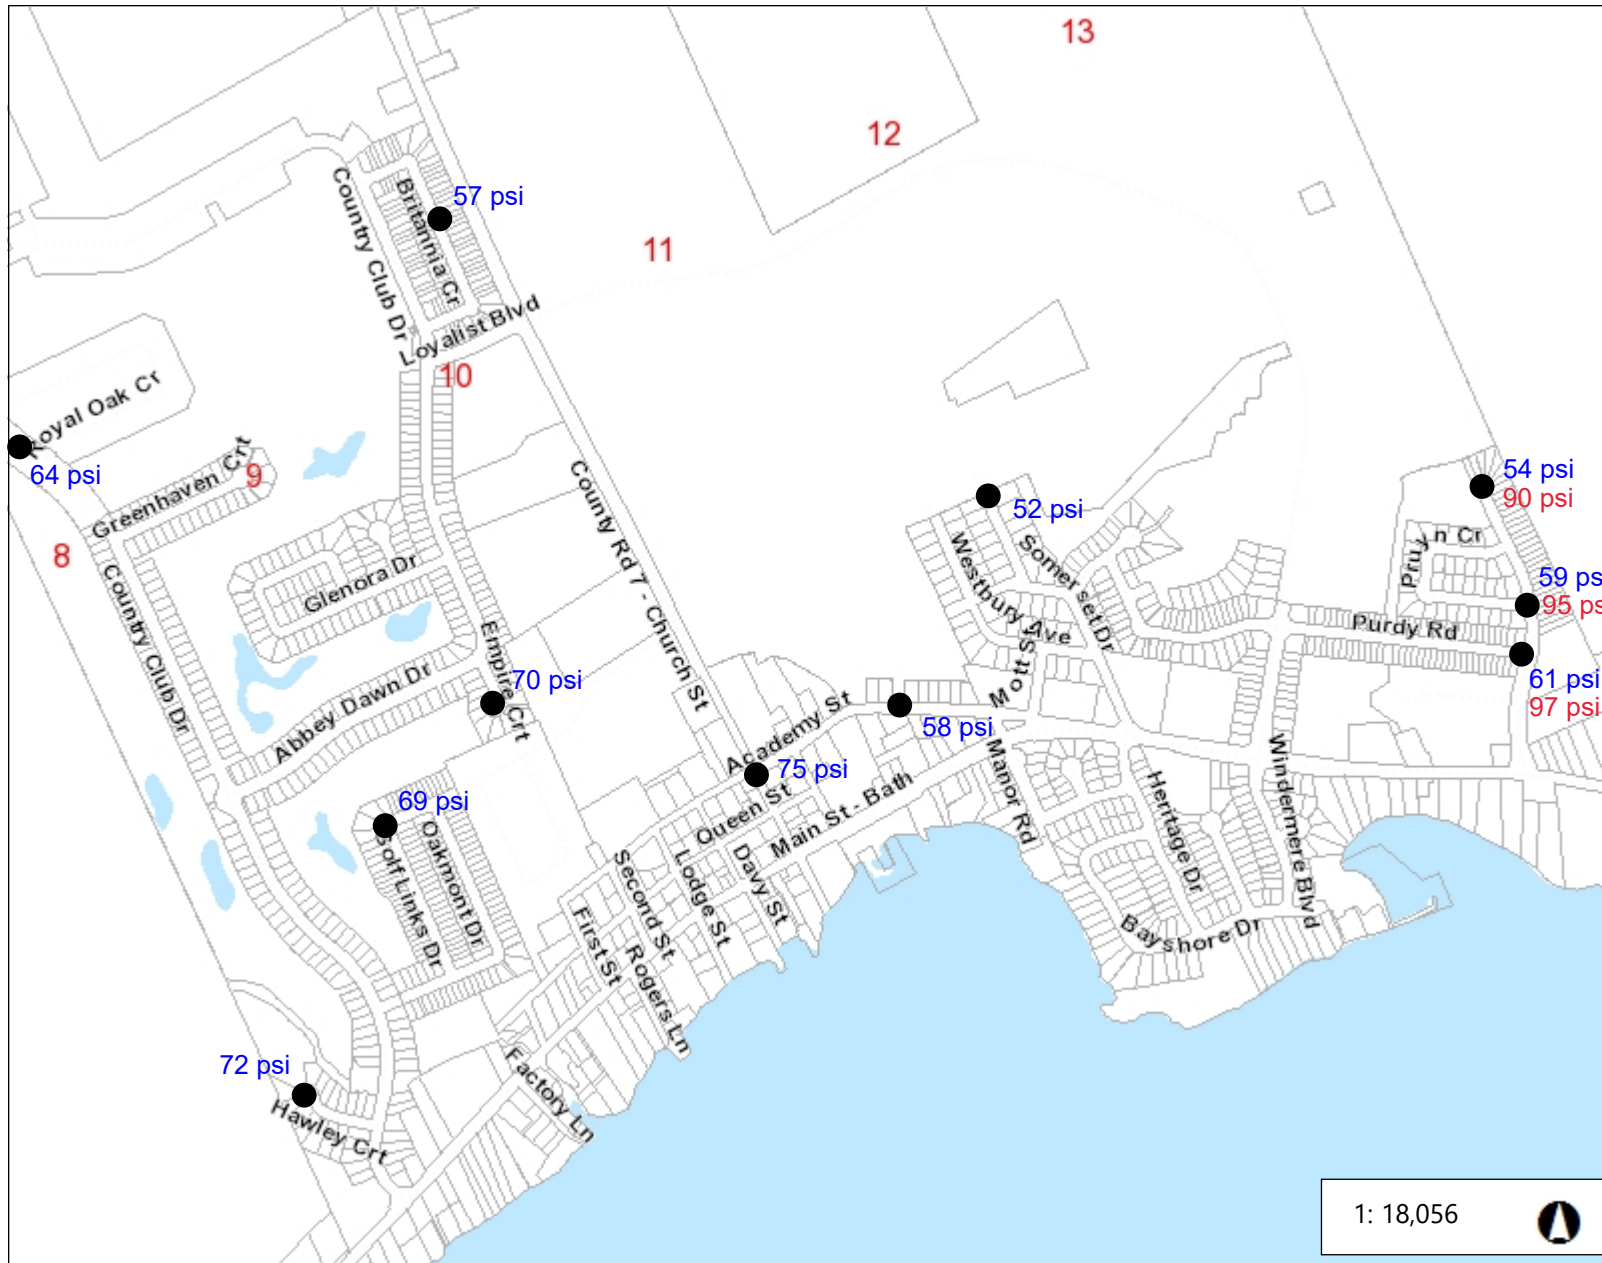 13
12
57 psi
Country Club Dr
Britannia Cr
11
Loyalist Blvd
10
Royal Oak Cr
64 psi
Greenhaven Crt
9
County Rd 7 - Church St
54 psi
90 psi
52 psi
8
Country Club Dr
Glenora Dr
Westbury Ave
Somerset Dr
Pruyn Cr
59 ps
95 ps
Purdy Rd
Mott St
Empire Crt
Abbey Dawn Dr
70 psi
61 psi
97 psi
Academy St
58 psi
75 psi
Manor Rd
Windermere Blvd
69 psi
Queen St
Main St - Bath
Heritage Dr
Golf Links Dr
Oakmont Dr
Second St
Lodge St
Davy St
First St
Rogers Ln
Bayshore Dr
72 psi
Factory Ln
Hawley Crt
1: 18,056